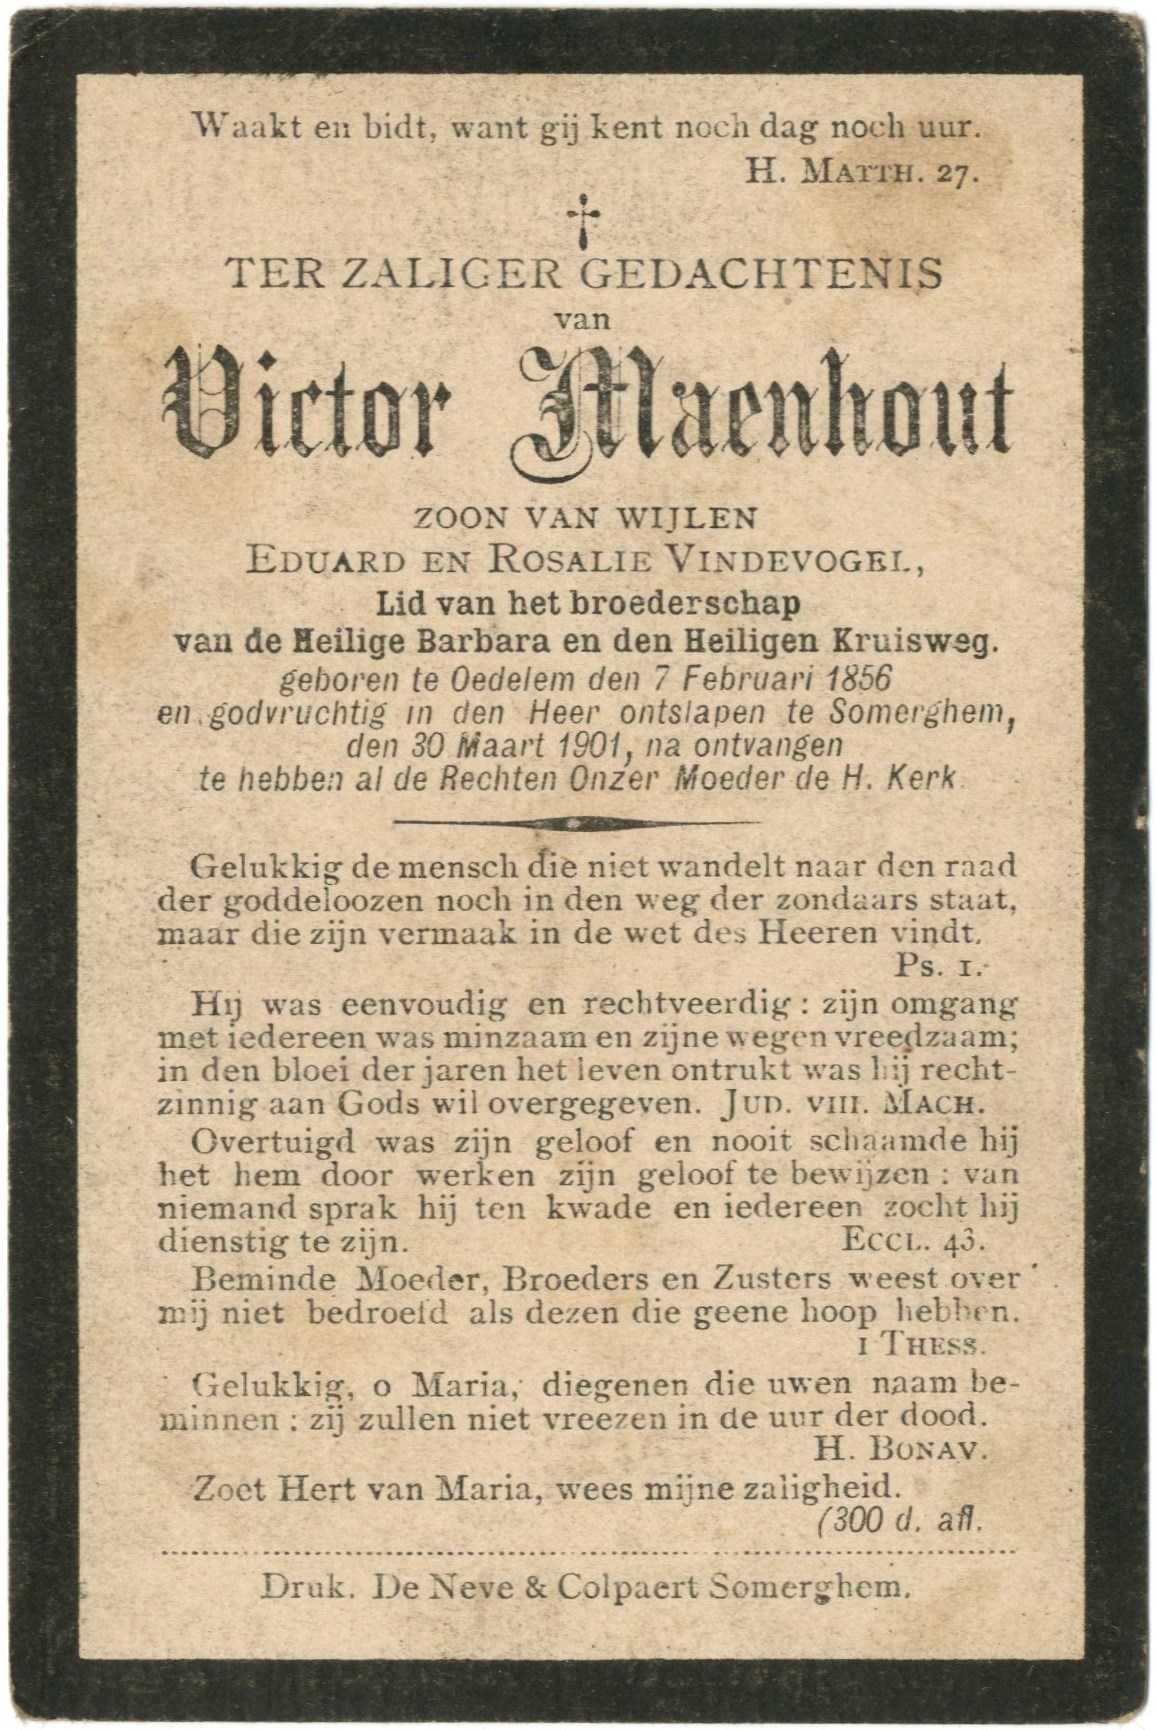 Waakt en bidt, want gij kent noch dag noch uur.
H. MATTH. 27.
TER ZALIGER GEDACHTENIS
van
Victor Maenhout
ZOON VAN WIJLEN
EDUARD EN ROSALIE VINDEVOGEL,
Lid van het broederschap
van de Heilige Barbara en den Heiligen Kruisweg.
geboren te Oedelem den 7 Februari 1856
en godvruchtig in den Heer ontslapen te Somerghem,
den 30 Maart 1901, na ontvangen
te hebben al de Rechten Onzer Moeder de H. Kerk.
Gelukkig de mensch die niet wandelt naar den raad
der goddeloozen noch in den weg der zondaars staat,
maar die zijn vermaak in de wet des Heeren vindt.
Ps. 1.
Hij was eenvoudig en rechtveerdig : zijn omgang
met iedereen was minzaam en zijne wegen vreedzaam;
in den bloei der jaren het leven ontrukt was hij recht-
zinnig aan Gods wil overgegeven. JUD. VIII. MACH.
Overtuigd was zijn geloof en nooit schaamde hij
het hem door werken zijn geloof te bewijzen : van
niemand sprak hij ten kwade en iedereen zocht hij
dienstig te zijn. ECCL. 43.
Beminde Moeder, Broeders en Zusters weest over
mij niet bedroefd als dezen die geene hoop hebben.
1 THESS.
Gelukkig, o Maria, diegenen die uwen naam be-
minnen : zij zullen niet vreezen in de uur der dood.
H. BONAV.
Zoet Hert van Maria, wees mijne zaligheid.
(300 d. afl.
Druk. De Neve & Colpaert Somerghem.